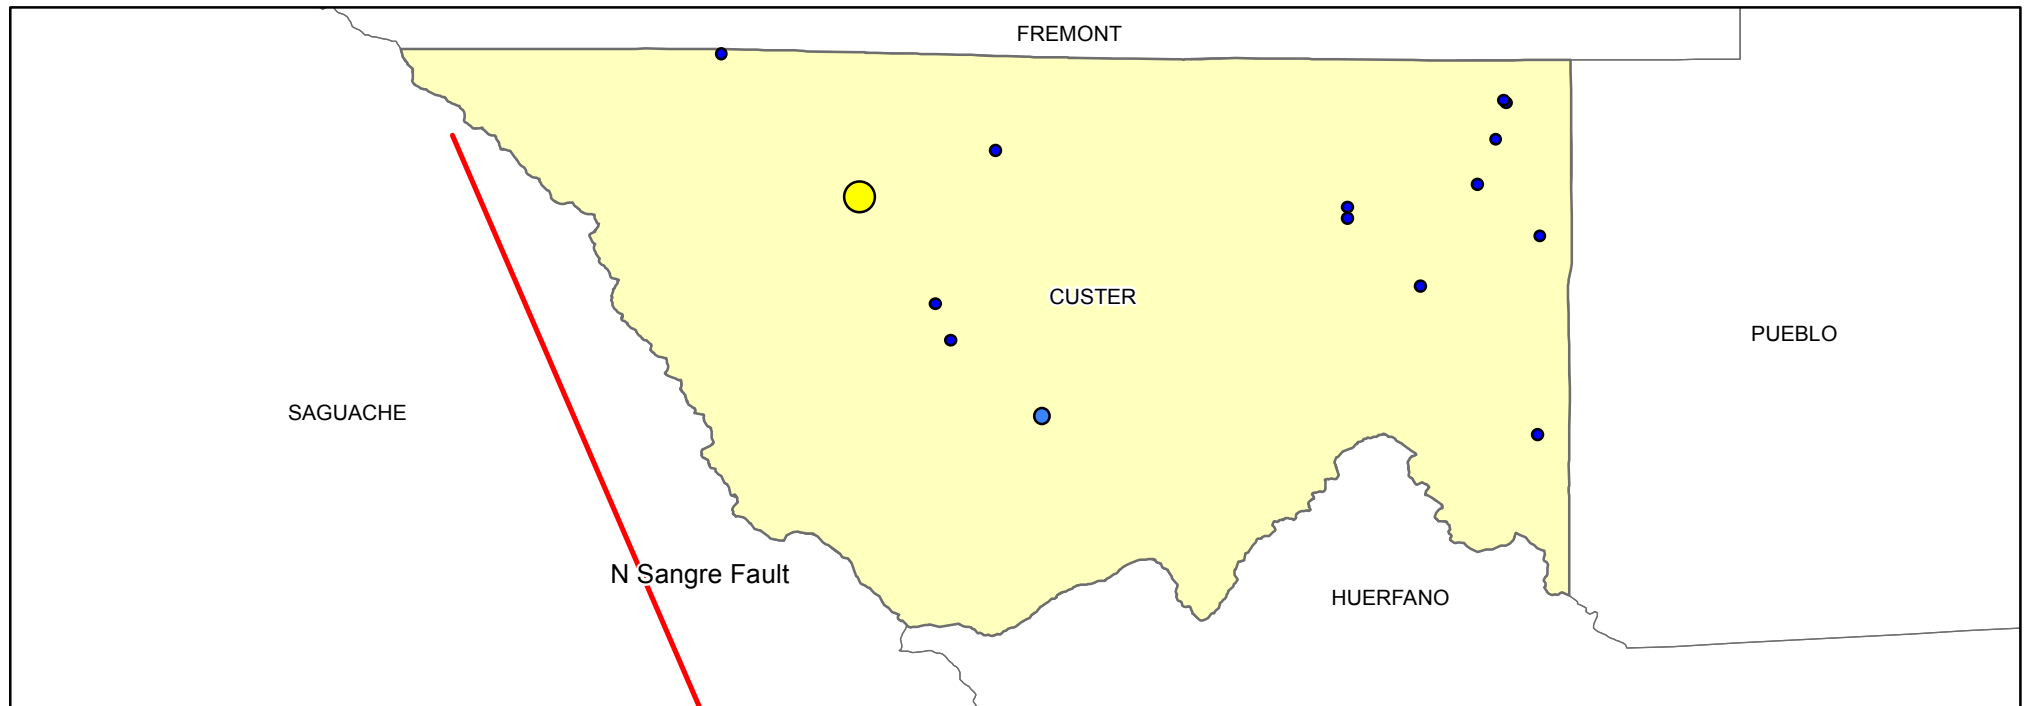 FREMONT
CUSTER
PUEBLO
SAGUACHE
N Sangre Fault
HUERFANO